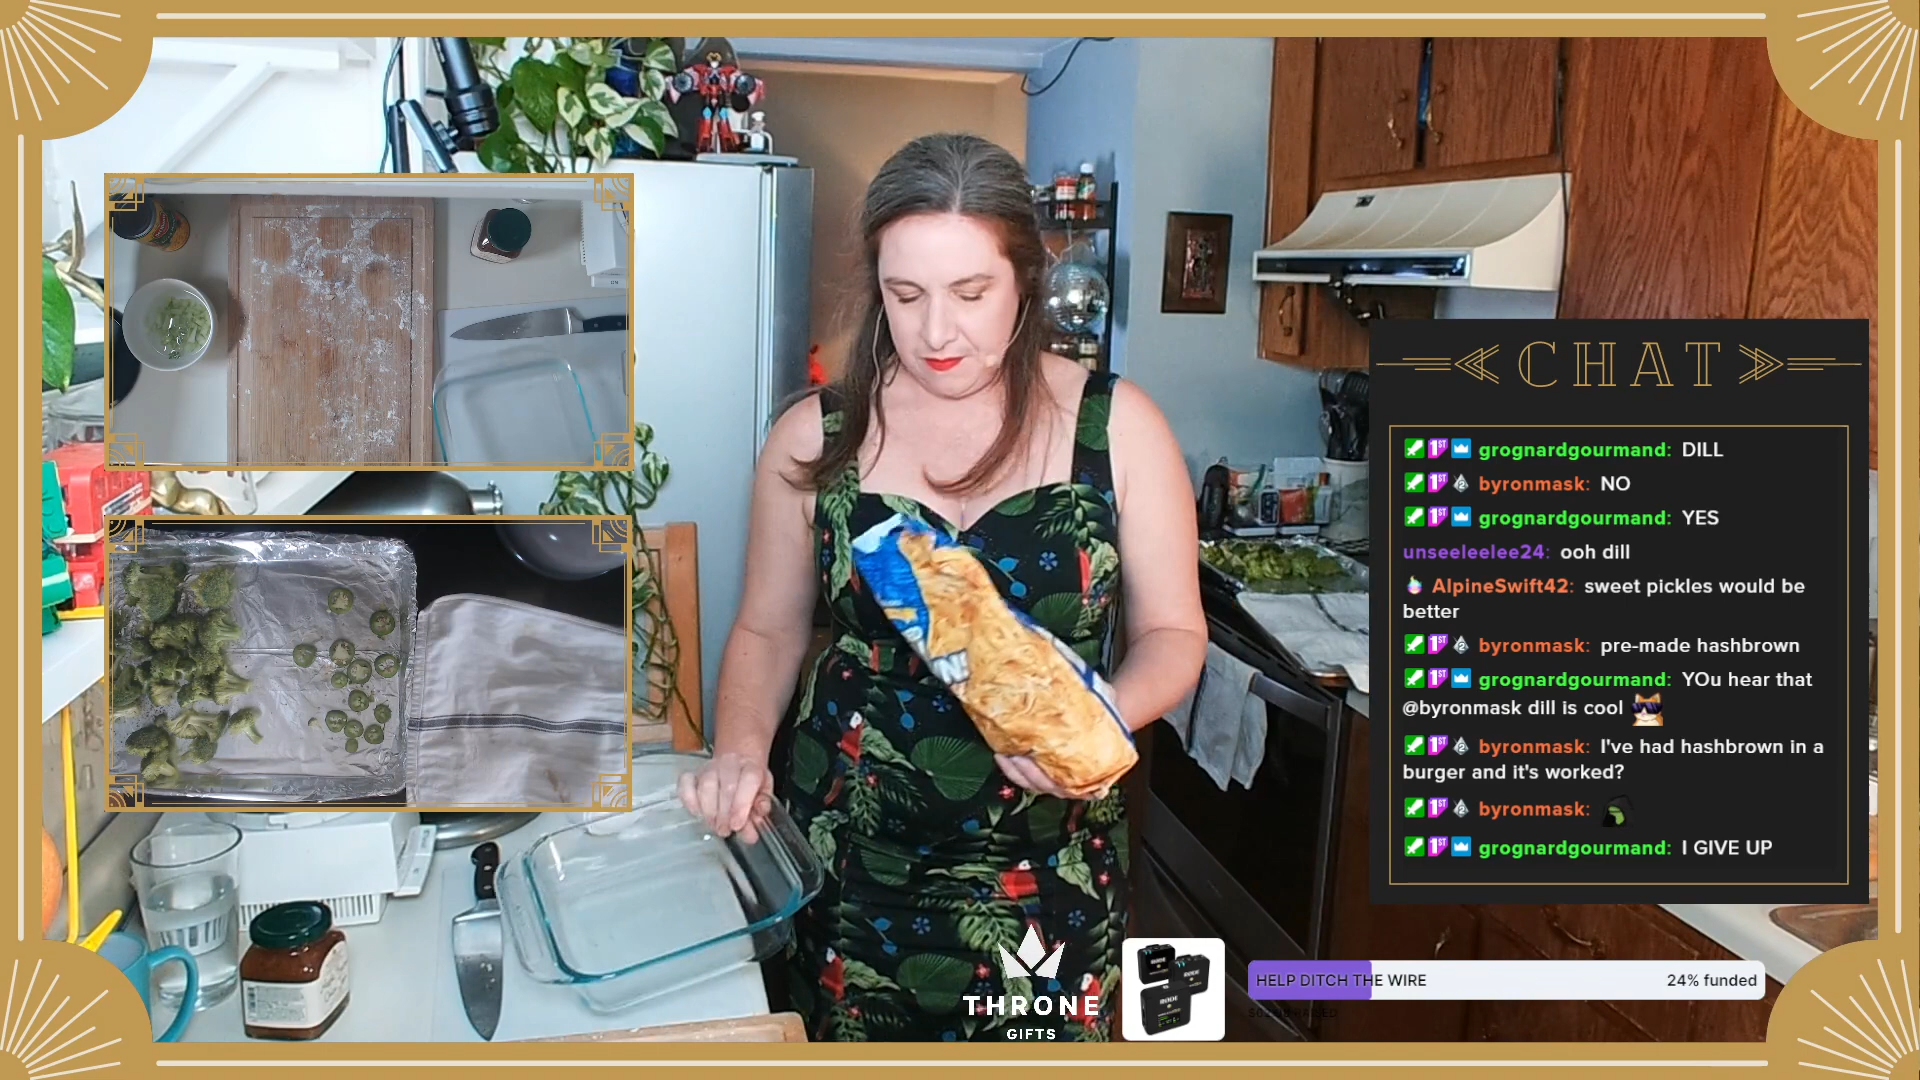 CHAT
grognardgourmand: DILL
byronmask: NO
grognardgourmand: YES
unseeleelee24: ooh dill
AlpineSwift42: sweet pickles would be
better
byronmask: pre-made hashbrown
grognardgourmand: YOu hear that
@byronmask dill is cool
byronmask: I've had hashbrown in a
burger and it's worked?
byronmask:
grognardgourmand: I GIVE UP
THRONE
GIFTS
HELP DITCH THE WIRE
24% funded